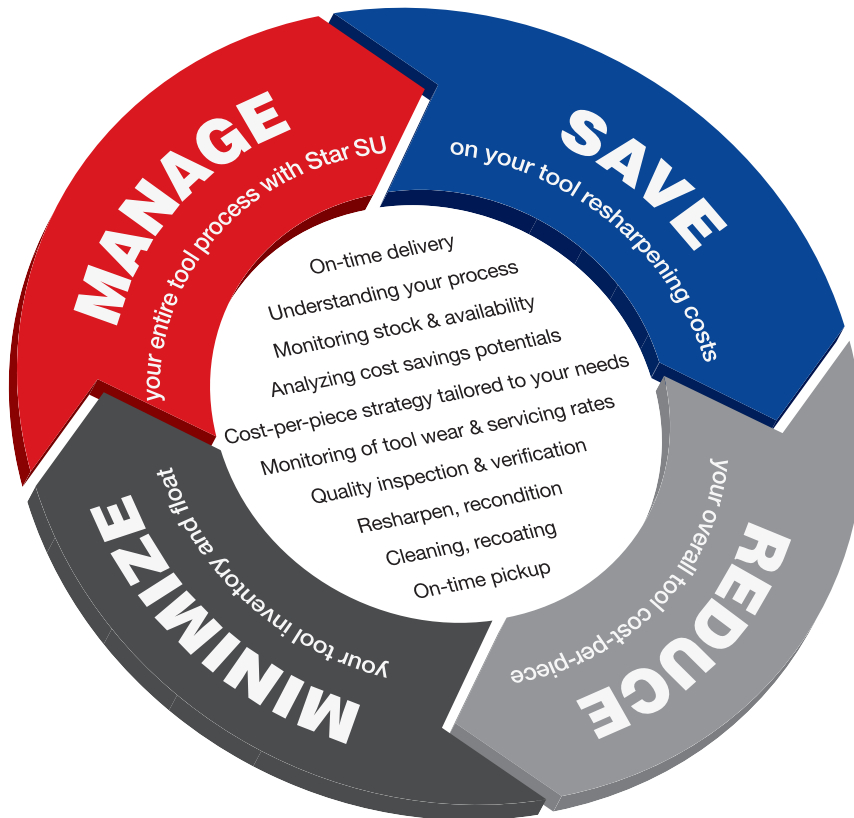 MANAGE
your entire tool process with Star SU
SAVE
on your tool resharpening costs
REDUCE
your overall tool cost-per-piece
MINIMIZE
your tool inventory and float
On-time delivery
Understanding your process
Monitoring stock & availability
Analyzing cost savings potentials
Cost-per-piece strategy tailored to your needs
Monitoring of tool wear & servicing rates
Quality inspection & verification
Resharpen, recondition
Cleaning, recoating
On-time pickup